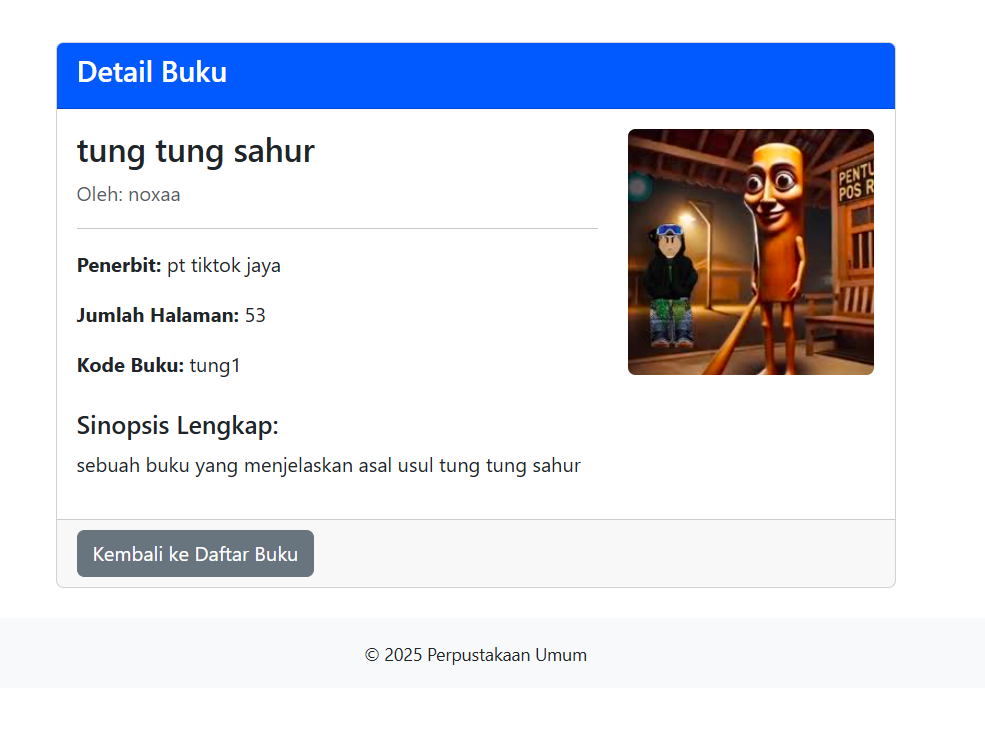 Detail Buku
tung tung sahur
Oleh: noxaa
Penerbit: pt tiktok jaya
Jumlah Halaman: 53
Kode Buku: tung1
Sinopsis Lengkap:
sebuah buku yang menjelaskan asal usul tung tung sahur
PENTU
POS R
Kembali ke Daftar Buku
© 2025 Perpustakaan Umum